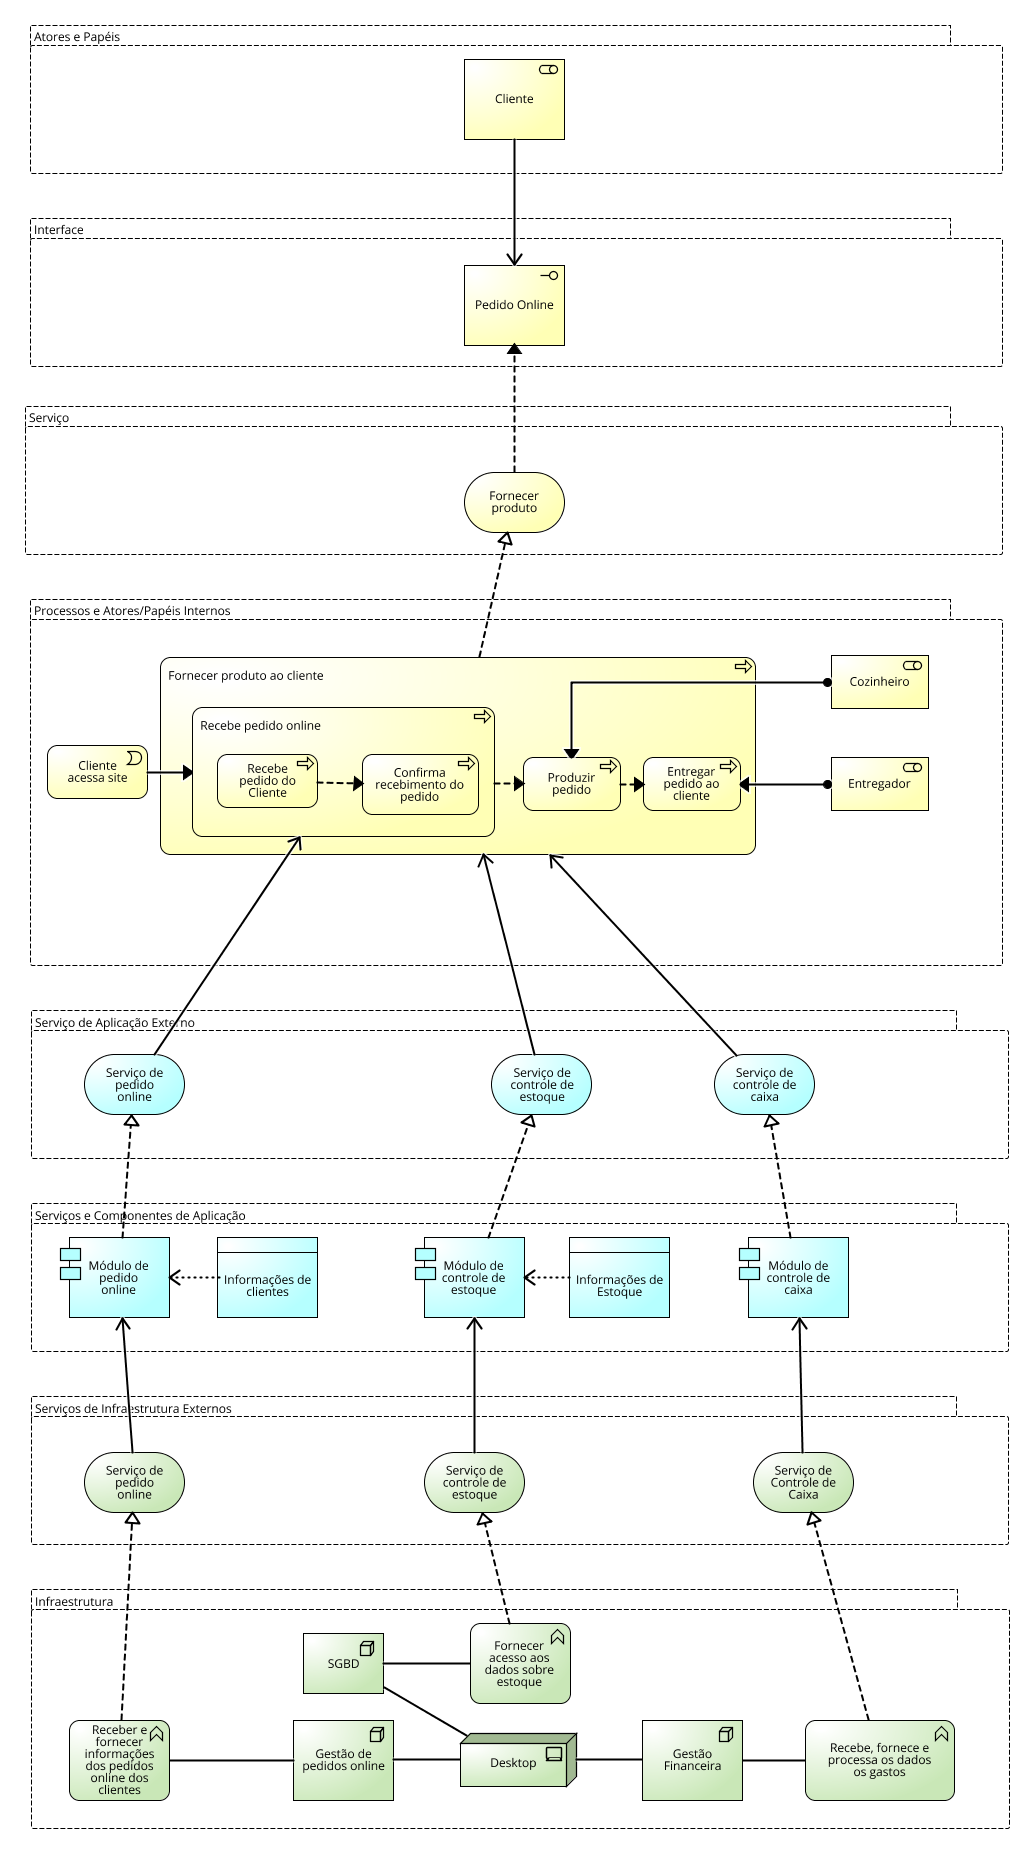 Atores e Papéis
Cliente
Interface
Pedido Online
Serviço
Fornecer
produto
Processos e Atores/Papéis Internos
Fornecer produto ao cliente
Cozinheiro
Recebe pedido online
Cliente
acessa site
Recebe
pedido do
Cliente
Confirma
recebimento do
pedido
Produzir
pedido
Entregar
pedido ao
cliente
Entregador
Serviço de Aplicação Externo
Serviço de
pedido
online
Serviço de
controle de
estoque
Serviço de
controle de
caixa
Serviços e Componentes de Aplicação
Módulo de
pedido
online
Informações de
clientes
Módulo de
controle de
estoque
Informações de
Estoque
Módulo de
controle de
caixa
Serviços de Infraestrutura Externos
Serviço de
pedido
online
Serviço de
controle de
estoque
Serviço de
Controle de
Caixa
Infraestrutura
SGBD
Fornecer
acesso aos
dados sobre
estoque
Receber e
fornecer
informações
dos pedidos
online dos
clientes
Gestão de
pedidos online
Desktop
Gestão
Financeira
Recebe, fornece e
processa os dados
os gastos